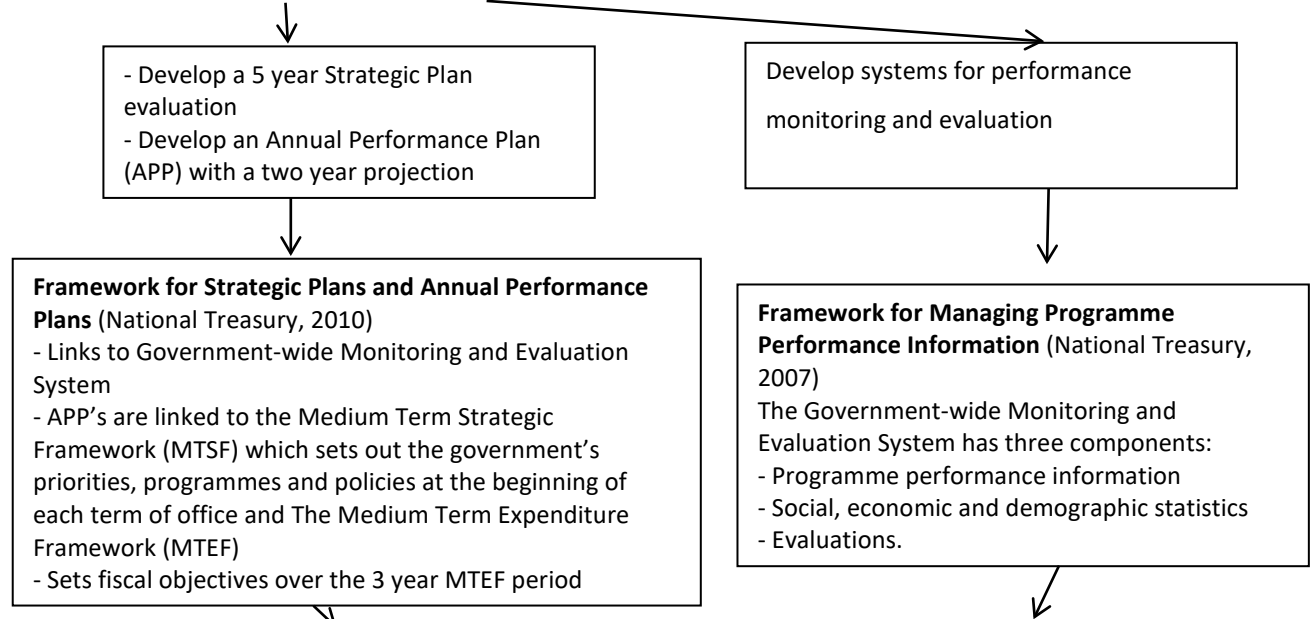 - Develop a 5 year Strategic Plan
evaluation
- Develop an Annual Performance Plan
(APP) with a two year projection
Develop systems for performance
monitoring and evaluation
Framework for Strategic Plans and Annual Performance
Plans (National Treasury, 2010)
- Links to Government-wide Monitoring and Evaluation
System
- APP’s are linked to the Medium Term Strategic
Framework (MTSF) which sets out the government’s
priorities, programmes and policies at the beginning of
each term of office and The Medium Term Expenditure
Framework (MTEF)
- Sets fiscal objectives over the 3 year MTEF period
Framework for Managing Programme
Performance Information (National Treasury,
2007)
The Government-wide Monitoring and
Evaluation System has three components:
- Programme performance information
- Social, economic and demographic statistics
- Evaluations.